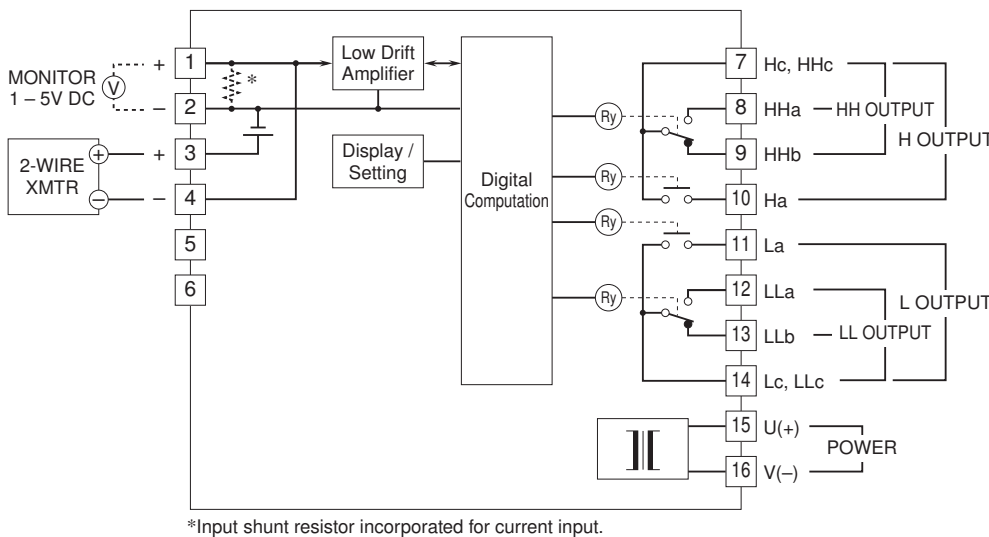 MONITOR
1 – 5V DC
+
–
V
1
2
*
2-WIRE
XMTR
+
–
+
–
3
4
5
6
Low Drift
Amplifier
Display /
Setting
Digital
Computation
Ry
Ry
Ry
Ry
7 Hc, HHc
8 HHa
HH OUTPUT
9 HHb
H OUTPUT
10 Ha
11 La
12 LLa
L OUTPUT
13 LLb
LL OUTPUT
14 Lc, LLc
15 U(+)
POWER
16 V(–)
*Input shunt resistor incorporated for current input.